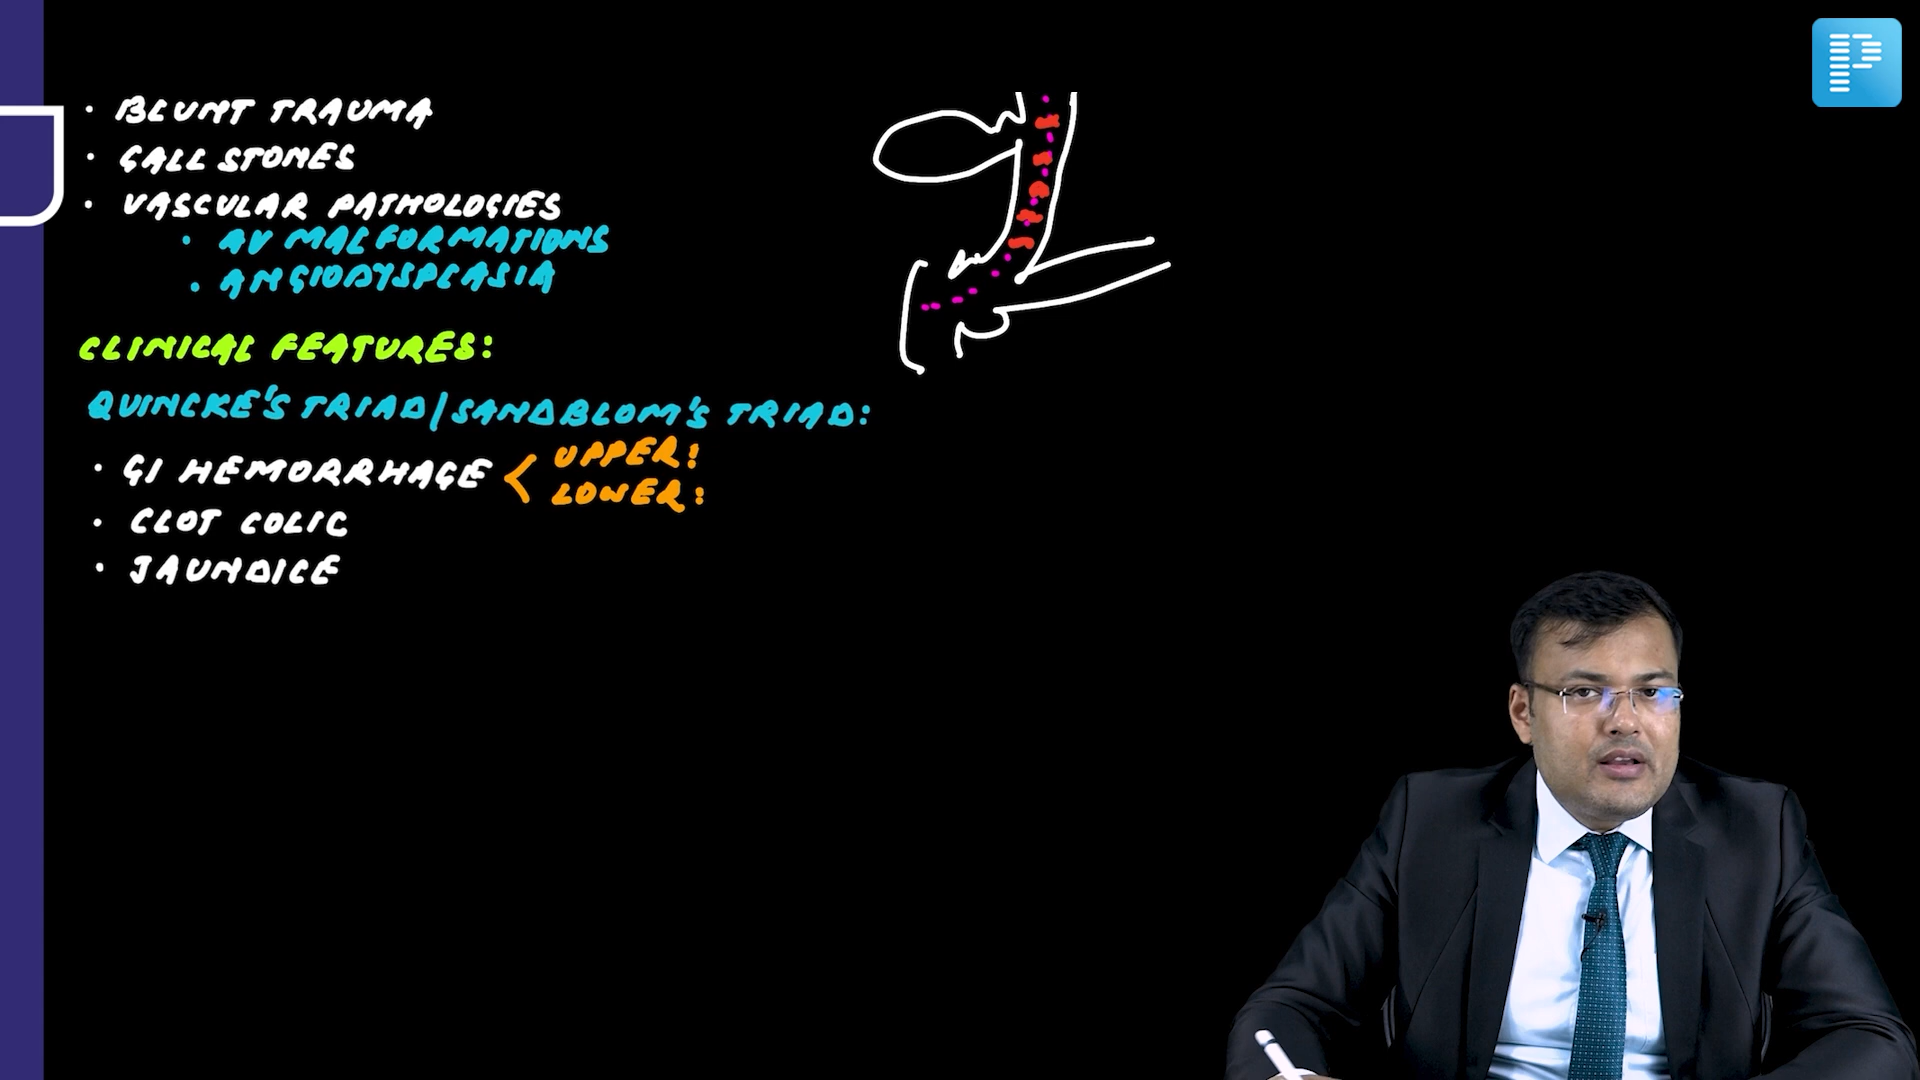 • BLUNT TRAUMA
• GALL STONES
• VASCULAR PATHOLOGIES
• AV MALFORMATIONS
• ANGIODYSPLASIA
CLINICAL FEATURES:
QUINCKE'S TRIAD/SANDBLOM'S TRIAD:
• GI HEMORRHAGE < UPPER:
LOWER:
• CLOT COLIC
• JAUNDICE
P